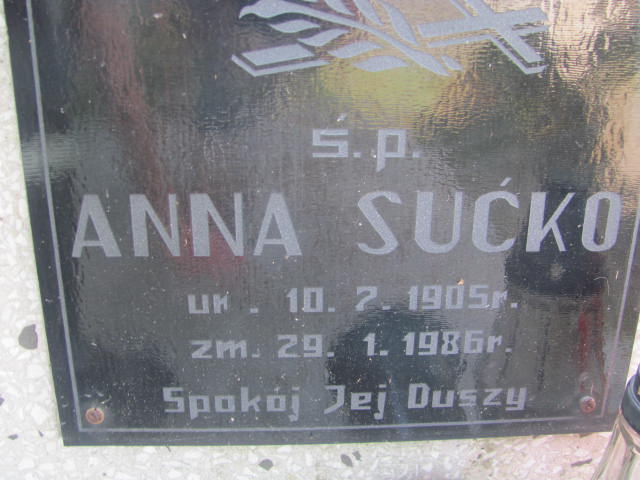 Ś.p.
ANNA SUĆKO
ur. 10. 7. 1905r.
zm. 29. 1. 1986r.
Spokój Jej Duszy